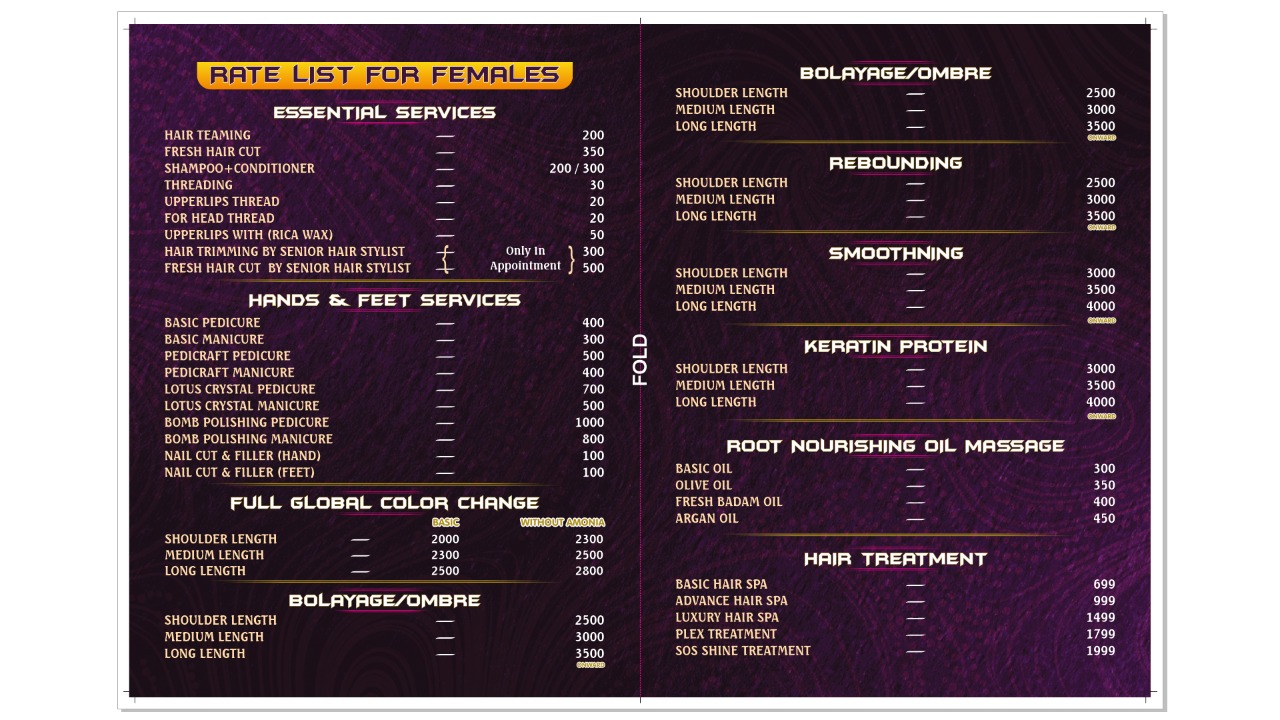 RATE LIST FOR FEMALES
ESSENTIAL SERVICES
HAIR TEAMING — 200
FRESH HAIR CUT — 350
SHAMPOO+CONDITIONER — 200 / 300
THREADING — 30
UPPERLIPS THREAD — 20
FOR HEAD THREAD — 20
UPPERLIPS WITH (RICA WAX) — 50
HAIR TRIMMING BY SENIOR HAIR STYLIST — { Only In } 300
FRESH HAIR CUT BY SENIOR HAIR STYLIST — Appointment 500
HANDS & FEET SERVICES
BASIC PEDICURE — 400
BASIC MANICURE — 300
PEDICRAFT PEDICURE — 500
PEDICRAFT MANICURE — 400
LOTUS CRYSTAL PEDICURE — 700
LOTUS CRYSTAL MANICURE — 500
BOMB POLISHING PEDICURE — 1000
BOMB POLISHING MANICURE — 800
NAIL CUT & FILLER (HAND) — 100
NAIL CUT & FILLER (FEET) — 100
FULL GLOBAL COLOR CHANGE
BASIC WITHOUT AMONIA
SHOULDER LENGTH — 2000 2300
MEDIUM LENGTH — 2300 2500
LONG LENGTH — 2500 2800
BOLAYAGE/OMBRE
SHOULDER LENGTH — 2500
MEDIUM LENGTH — 3000
LONG LENGTH — 3500
ONWARD
FOLD
BOLAYAGE/OMBRE
SHOULDER LENGTH — 2500
MEDIUM LENGTH — 3000
LONG LENGTH — 3500
ONWARD
REBOUNDING
SHOULDER LENGTH — 2500
MEDIUM LENGTH — 3000
LONG LENGTH — 3500
ONWARD
SMOOTHNING
SHOULDER LENGTH — 3000
MEDIUM LENGTH — 3500
LONG LENGTH — 4000
ONWARD
KERATIN PROTEIN
SHOULDER LENGTH — 3000
MEDIUM LENGTH — 3500
LONG LENGTH — 4000
ONWARD
ROOT NOURISHING OIL MASSAGE
BASIC OIL — 300
OLIVE OIL — 350
FRESH BADAM OIL — 400
ARGAN OIL — 450
HAIR TREATMENT
BASIC HAIR SPA — 699
ADVANCE HAIR SPA — 999
LUXURY HAIR SPA — 1499
PLEX TREATMENT — 1799
SOS SHINE TREATMENT — 1999